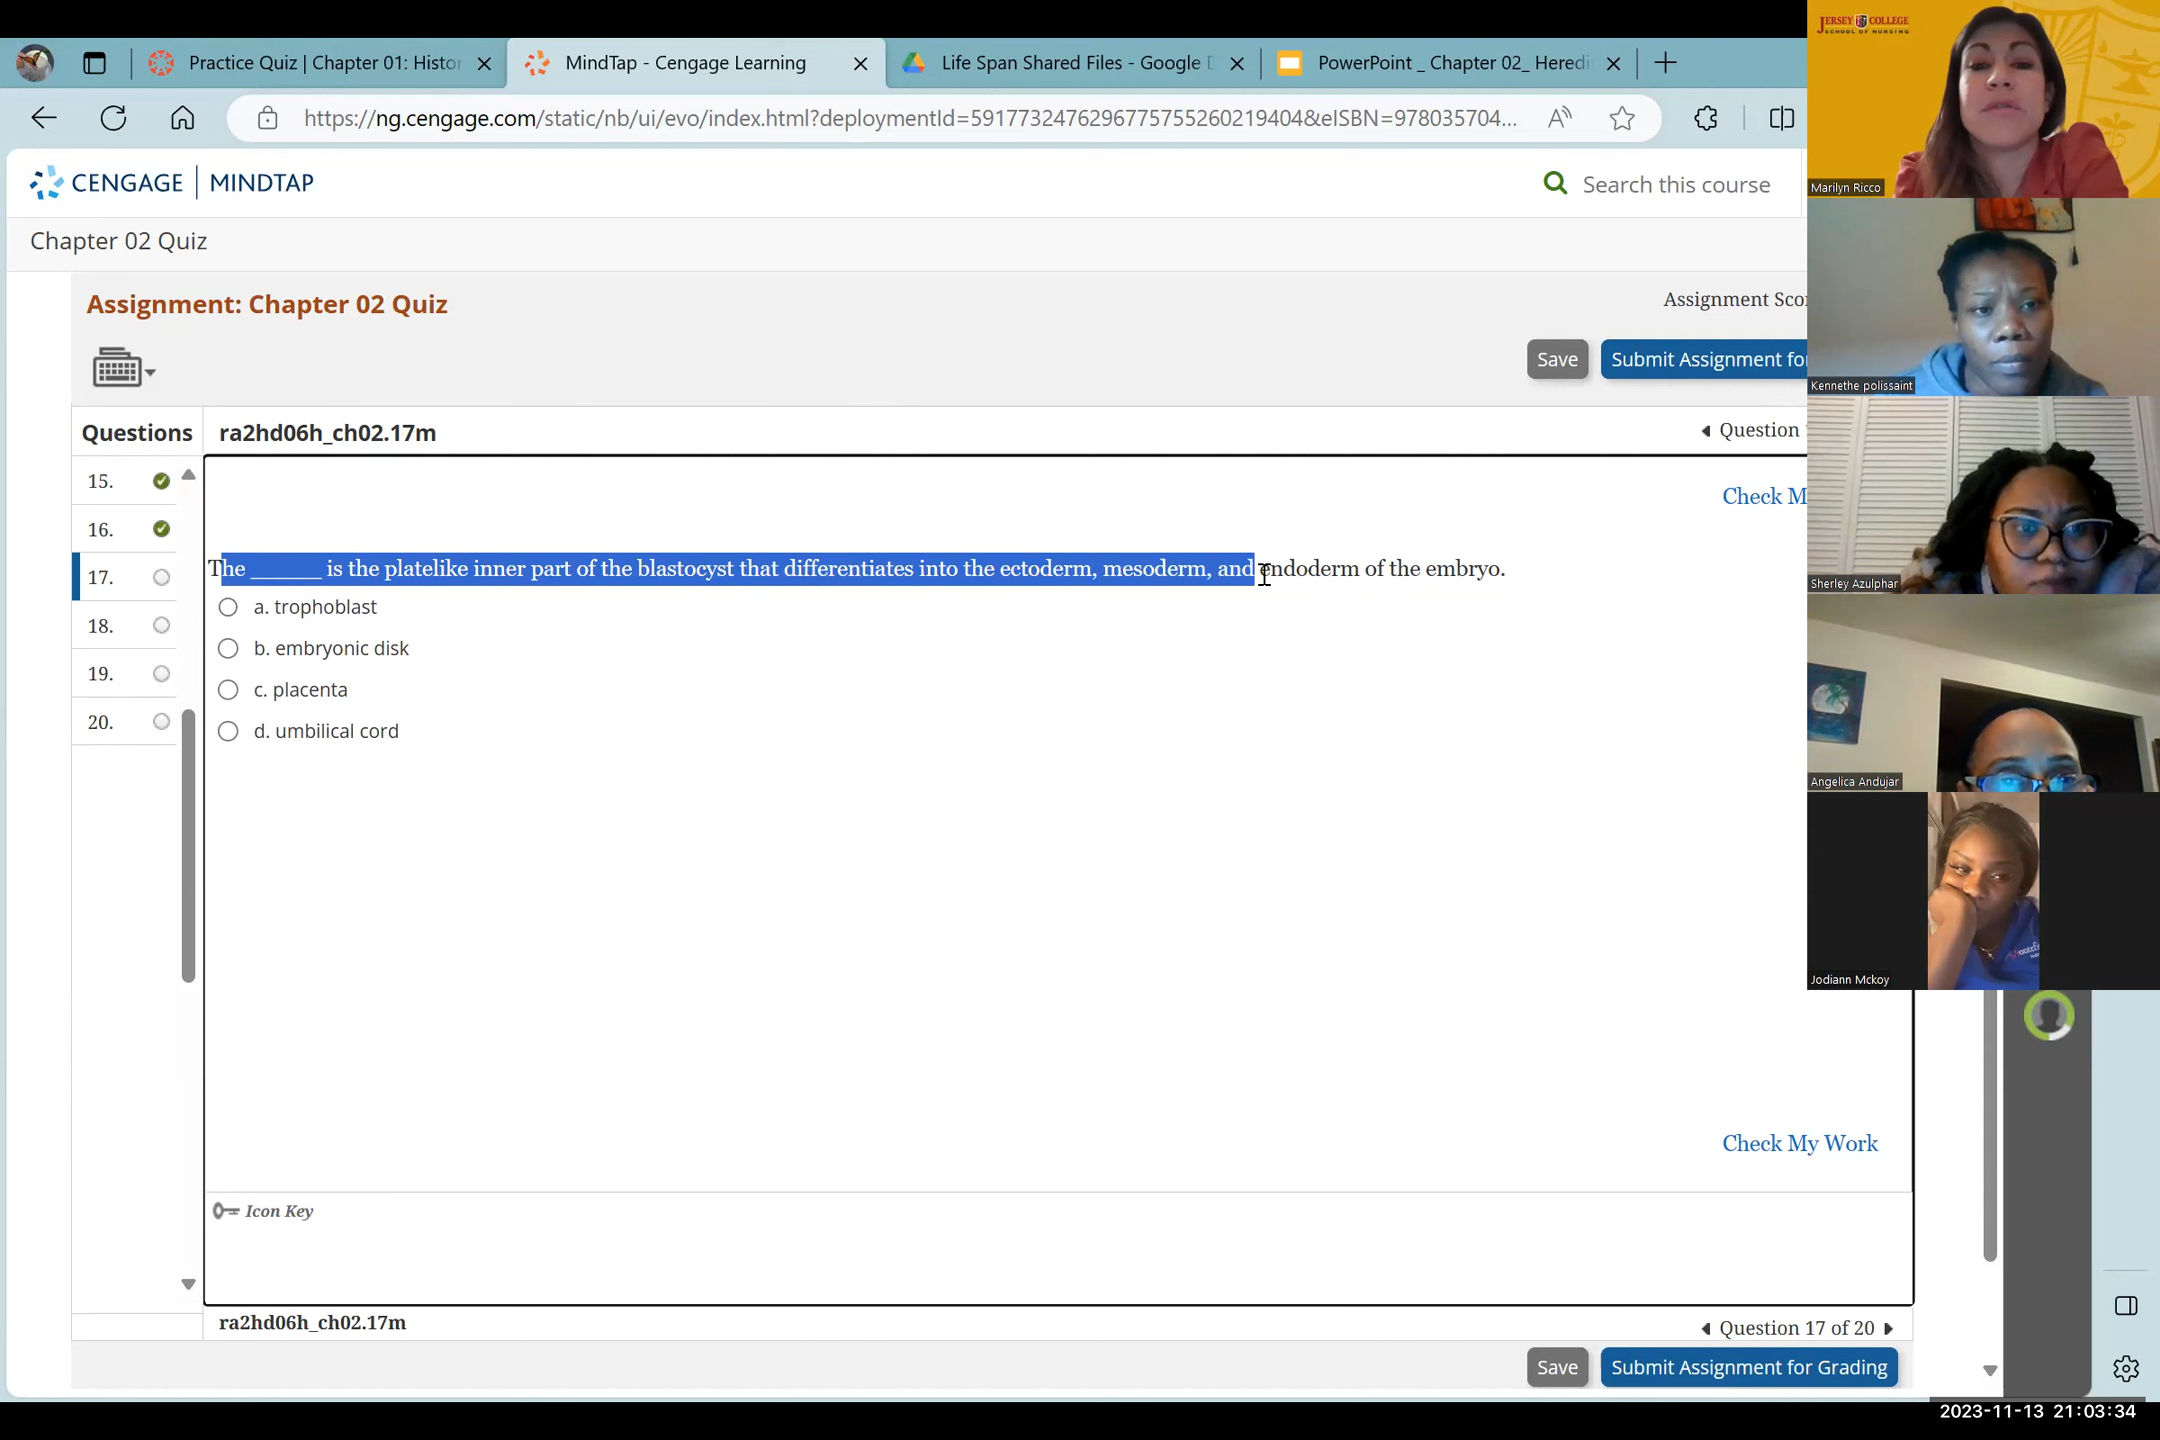 Practice Quiz | Chapter 01: Histo
MindTap - Cengage Learning
Life Span Shared Files - Google D
PowerPoint _ Chapter 02_ Heredi
https://ng.cengage.com/static/nb/ui/evo/index.html?deploymentId=5917732476296775755260219404&eISBN=978035704...
CENGAGE | MINDTAP
Search this course
Chapter 02 Quiz
Assignment: Chapter 02 Quiz
Assignment Sco
Save
Submit Assignment fo
Questions
ra2hd06h_ch02.17m
Question
15.
16.
17.
18.
19.
20.
Check M
The ______ is the platelike inner part of the blastocyst that differentiates into the ectoderm, mesoderm, and endoderm of the embryo.
a. trophoblast
b. embryonic disk
c. placenta
d. umbilical cord
Check My Work
Icon Key
ra2hd06h_ch02.17m
Question 17 of 20
Save
Submit Assignment for Grading
JERSEY COLLEGE
SCHOOL OF NURSING
Marilyn Ricco
Kennethe polissaint
Sherley Azulphar
Angelica Andujar
Jodiann Mckoy
2023-11-13 21:03:34